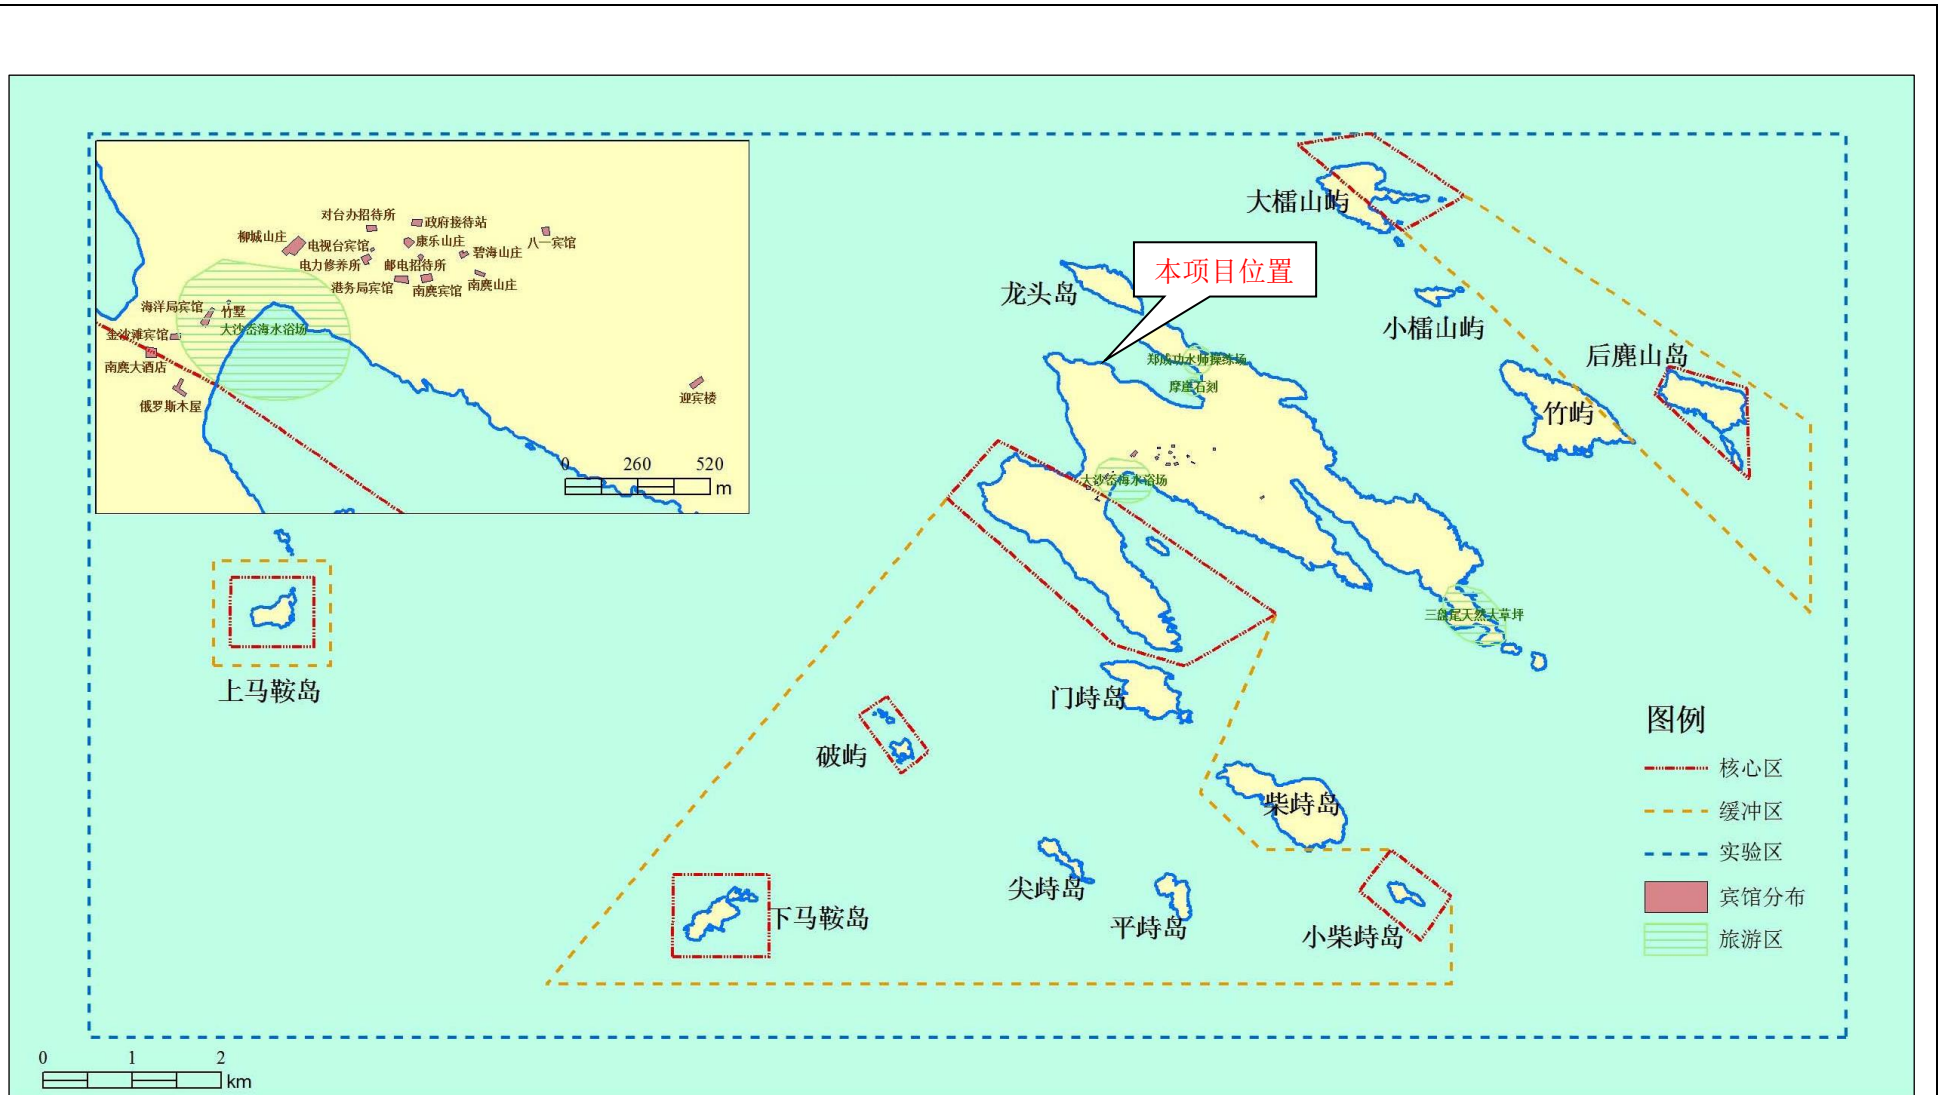 对台办招待所
政府接待站
柳城山庄
电视台宾馆
康乐山庄
八一宾馆
碧海山庄
电力修养所
邮电招待所
港务局宾馆
南麂宾馆
南麂山庄
海洋局宾馆
竹墅
大沙岙海水浴场
金沙滩宾馆
南麂大酒店
俄罗斯木屋
迎宾楼
0 260 520
m
大檑山屿
本项目位置
龙头岛
小檑山屿
后麂山岛
郑成功水师操练场
摩崖石刻
竹屿
大沙岙海水浴场
三盘尾天然大草坪
上马鞍岛
门峙岛
破屿
柴峙岛
尖峙岛
平峙岛
下马鞍岛
小柴峙岛
图例
核心区
缓冲区
实验区
宾馆分布
旅游区
0 1 2
km